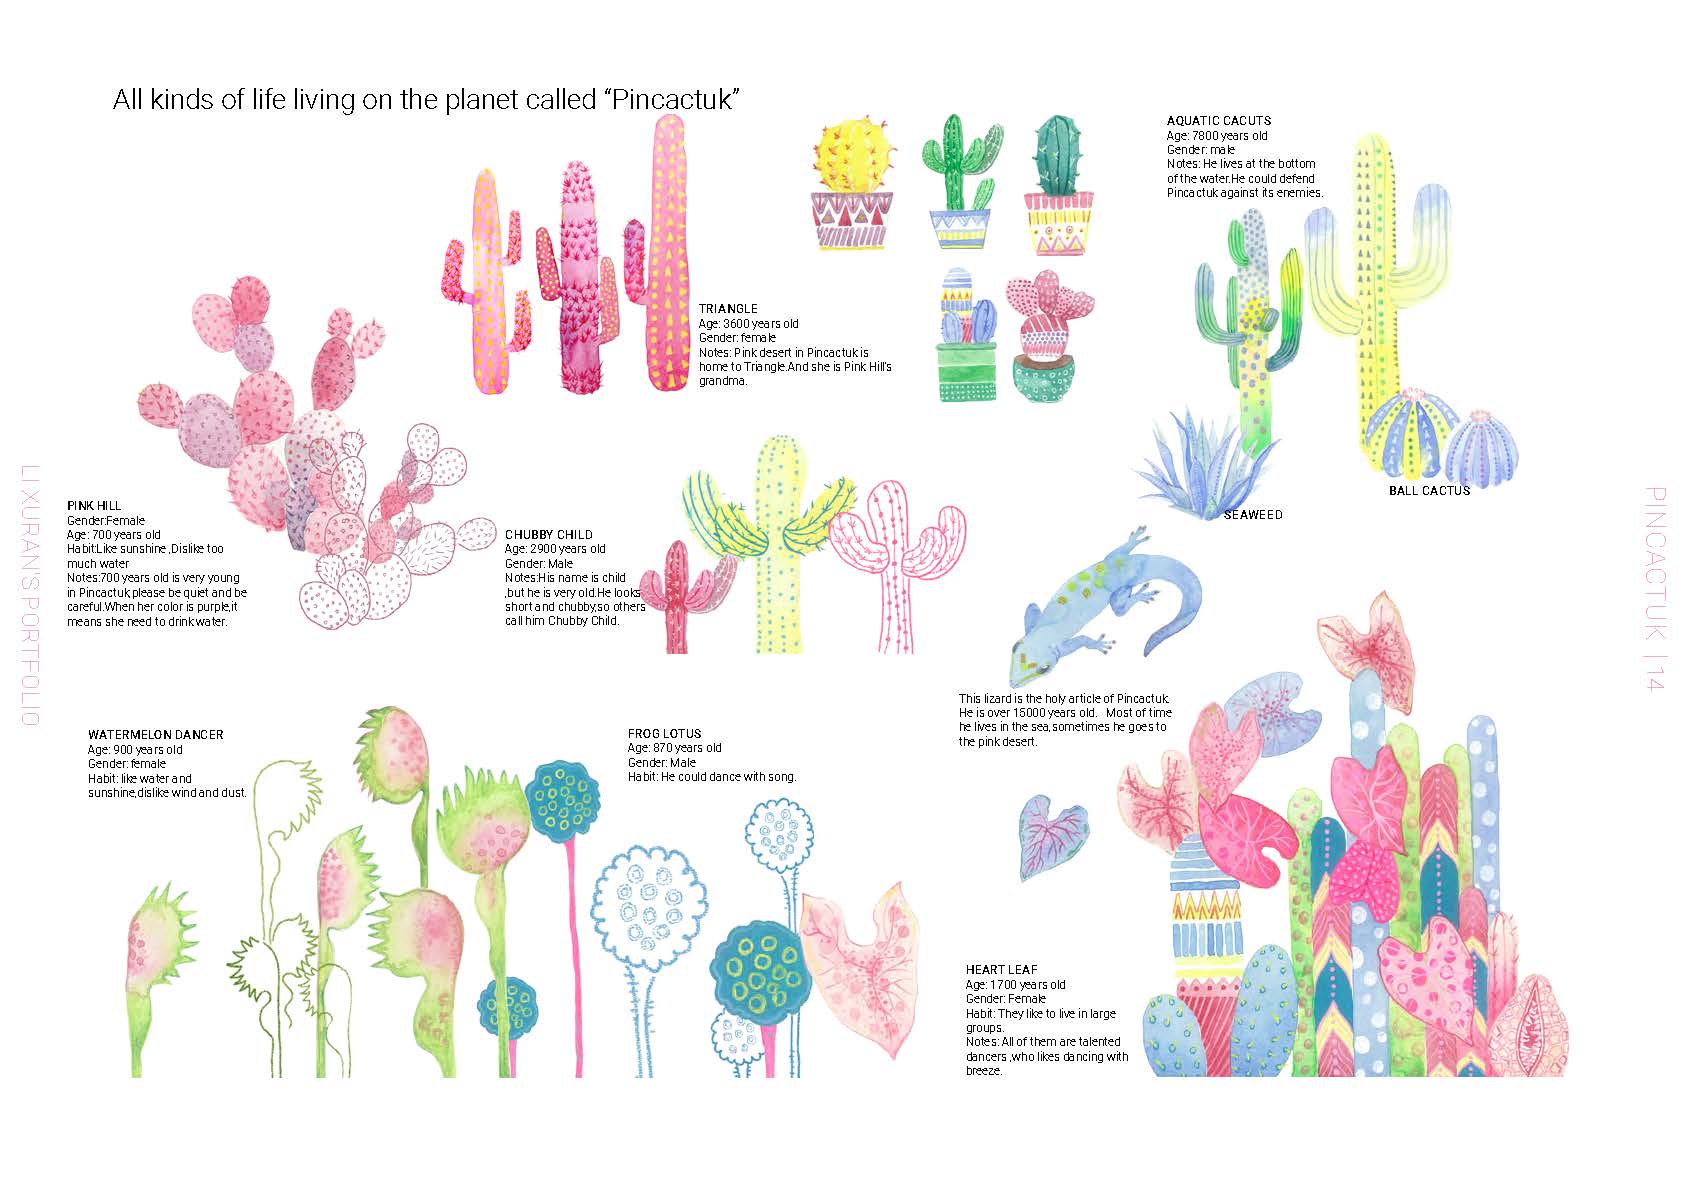 All kinds of life living on the planet called “Pincactuk”
AQUATIC CACUTS
Age: 7800 years old
Gender: male
Notes: He lives at the bottom
of the water.He could defend
Pincactuk against its enemies.
TRIANGLE
Age: 3600 years old
Gender: female
Notes: Pink desert in Pincactuk is
home to Triangle.And she is Pink Hill's
grandma.
BALL CACTUS
SEAWEED
PINK HILL
Gender:Female
Age: 700 years old
Habit:Like sunshine ,Dislike too
much water
Notes:700 years old is very young
in Pincactuk,please be quiet and be
careful.When her color is purple,it
means she need to drink water.
CHUBBY CHILD
Age: 2900 years old
Gender: Male
Notes:His name is child
,but he is very old.He looks
short and chubby,so others
call him Chubby Child.
LI XURAN'S PORTFOLIO
PINCACTUK | 14
This lizard is the holy article of Pincactuk.
He is over 15000 years old. Most of time
he lives in the sea,sometimes he goes to
the pink desert.
WATERMELON DANCER
Age: 900 years old
Gender: female
Habit: like water and
sunshine,dislike wind and dust.
FROG LOTUS
Age: 870 years old
Gender: Male
Habit: He could dance with song.
HEART LEAF
Age: 1700 years old
Gender: Female
Habit: They like to live in large
groups.
Notes: All of them are talented
dancers ,who likes dancing with
breeze.